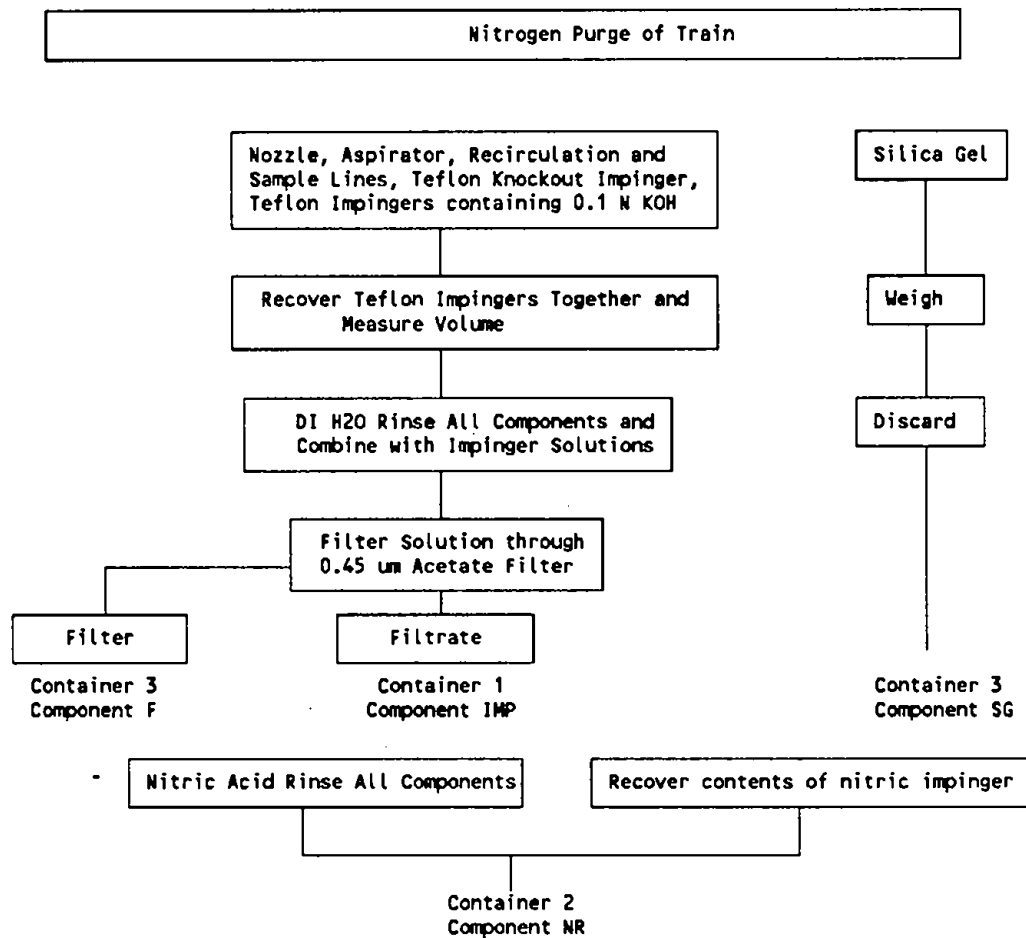 Nitrogen Purge of Train
Nozzle, Aspirator, Recirculation and
Sample Lines, Teflon Knockout Impinger,
Teflon Impingers containing 0.1 N KOH
Silica Gel
Recover Teflon Impingers Together and
Measure Volume
Weigh
DI H2O Rinse All Components and
Combine with Impinger Solutions
Discard
Filter Solution through
0.45 um Acetate Filter
Filter
Filtrate
Container 3
Component F
Container 1
Component IMP
Container 3
Component SG
Nitric Acid Rinse All Components
Recover contents of nitric impinger
Container 2
Component NR